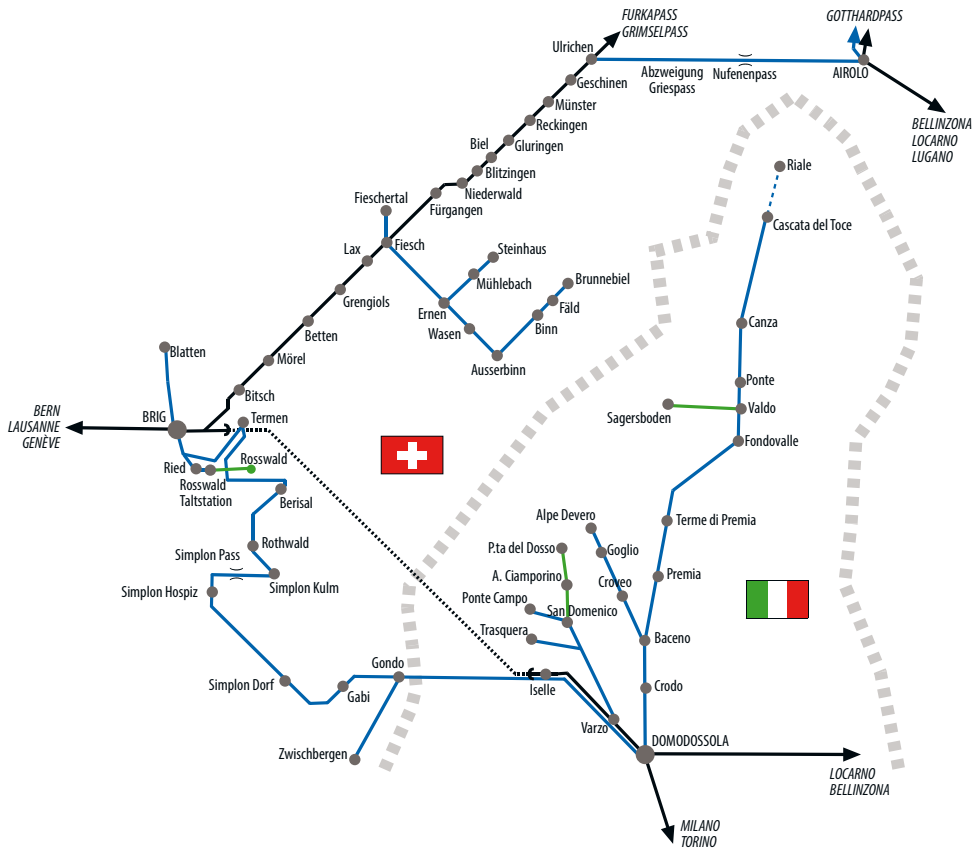 FURKAPASS
GRIMSELPASS
GOTTHARDPASS
Ulrichen
Abzweigung
Griespass
Nufenenpass
AIROLO
Geschinen
Münster
Reckingen
BELLINZONA
LOCARNO
LUGANO
Biel
Gluringen
Blitzingen
Niederwald
Fürgangen
Riale
Cascata del Toce
Fieschertal
Fiesch
Steinhaus
Mühlebach
Brunnebiel
Fäld
Binn
Lax
Grengiols
Ernen
Wasen
Ausserbinn
Betten
Canza
Blatten
Mörel
Ponte
Bitsch
Sagersboden
Valdo
BERN
LAUSANNE
GENÈVE
BRIG
Termen
Fondovalle
Ried
Rosswald
Rosswald
Taltstation
Berisal
Alpe Devero
Terme di Premia
Rothwald
P.ta del Dosso
Goglio
Simplon Pass
Simplon Kulm
A. Ciamporino
Croveo
Premia
Simplon Hospiz
Ponte Campo
San Domenico
Trasquera
Baceno
Gondo
Simplon Dorf
Gabi
Iselle
Crodo
Varzo
Zwischbergen
DOMODOSSOLA
LOCARNO
BELLINZONA
MILANO
TORINO